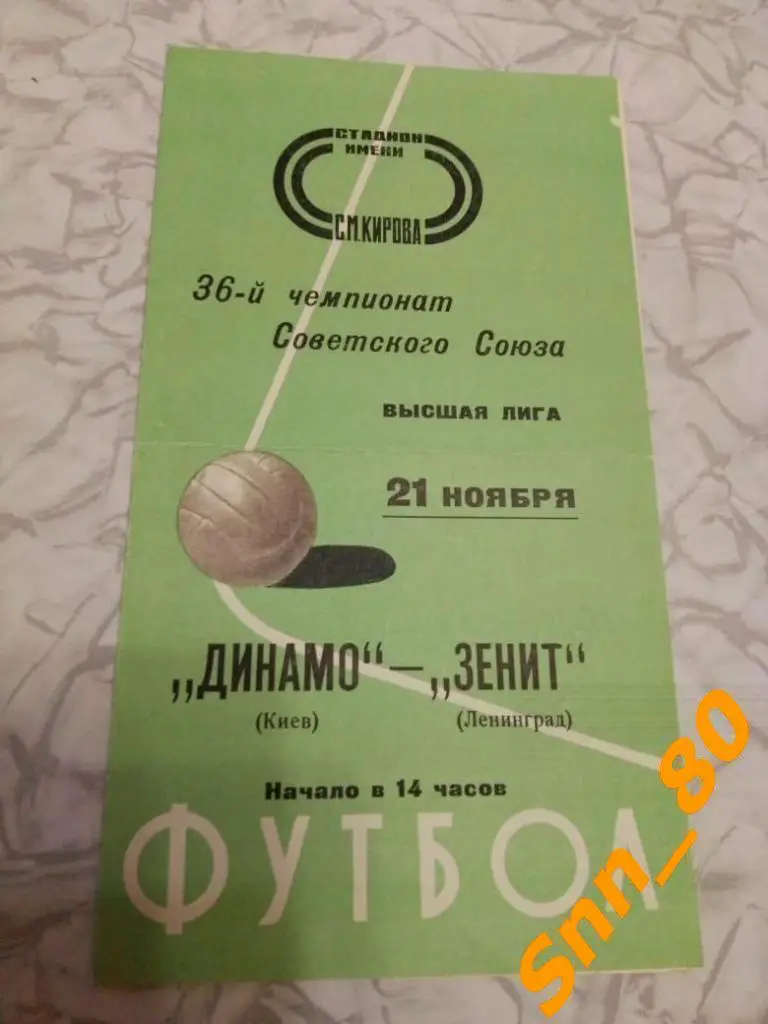 СТАДИОН
ИМЕНИ
С.М.КИРОВА
36-й чемпионат
Советского Союза
ВЫСШАЯ ЛИГА
21 НОЯБРЯ
„ДИНАМО“ — „ЗЕНИТ“
(Киев) (Ленинград)
Начало в 14 часов
ФУТБОЛ
Snn_80